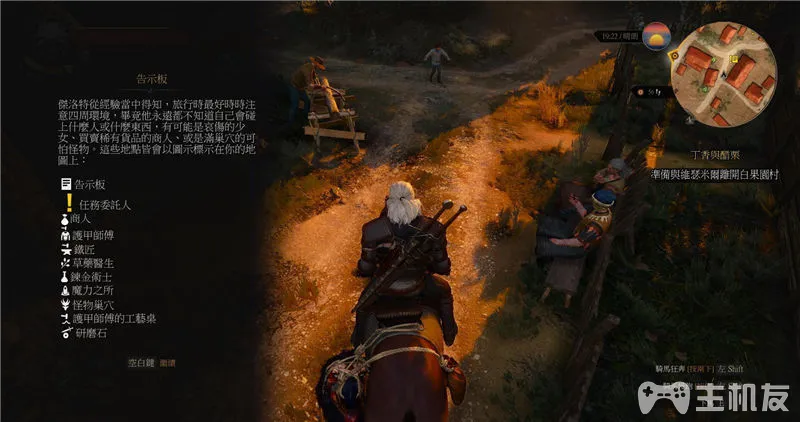 告示板
傑洛特從經驗當中得知，旅行時最好時時注
意四周環境，畢竟他永遠都不知道自己會碰
上什麼人或什麼東西，有可能是哀傷的少
女、買賣稀有貨品的商人、或是滿巢穴的可
怕怪物。這些地點皆會以圖示標示在你的地
圖上：
告示板
任務委託人
商人
護甲師傅
鐵匠
草藥醫生
鍊金術士
魔力之所
怪物巢穴
護甲師傅的工藝桌
研磨石
空白鍵 繼續
19:22 / 晴朗
丁香與醋栗
準備與維瑟米爾離開白果園村
騎馬狂奔 [按兩下] 左 Shift
主机友